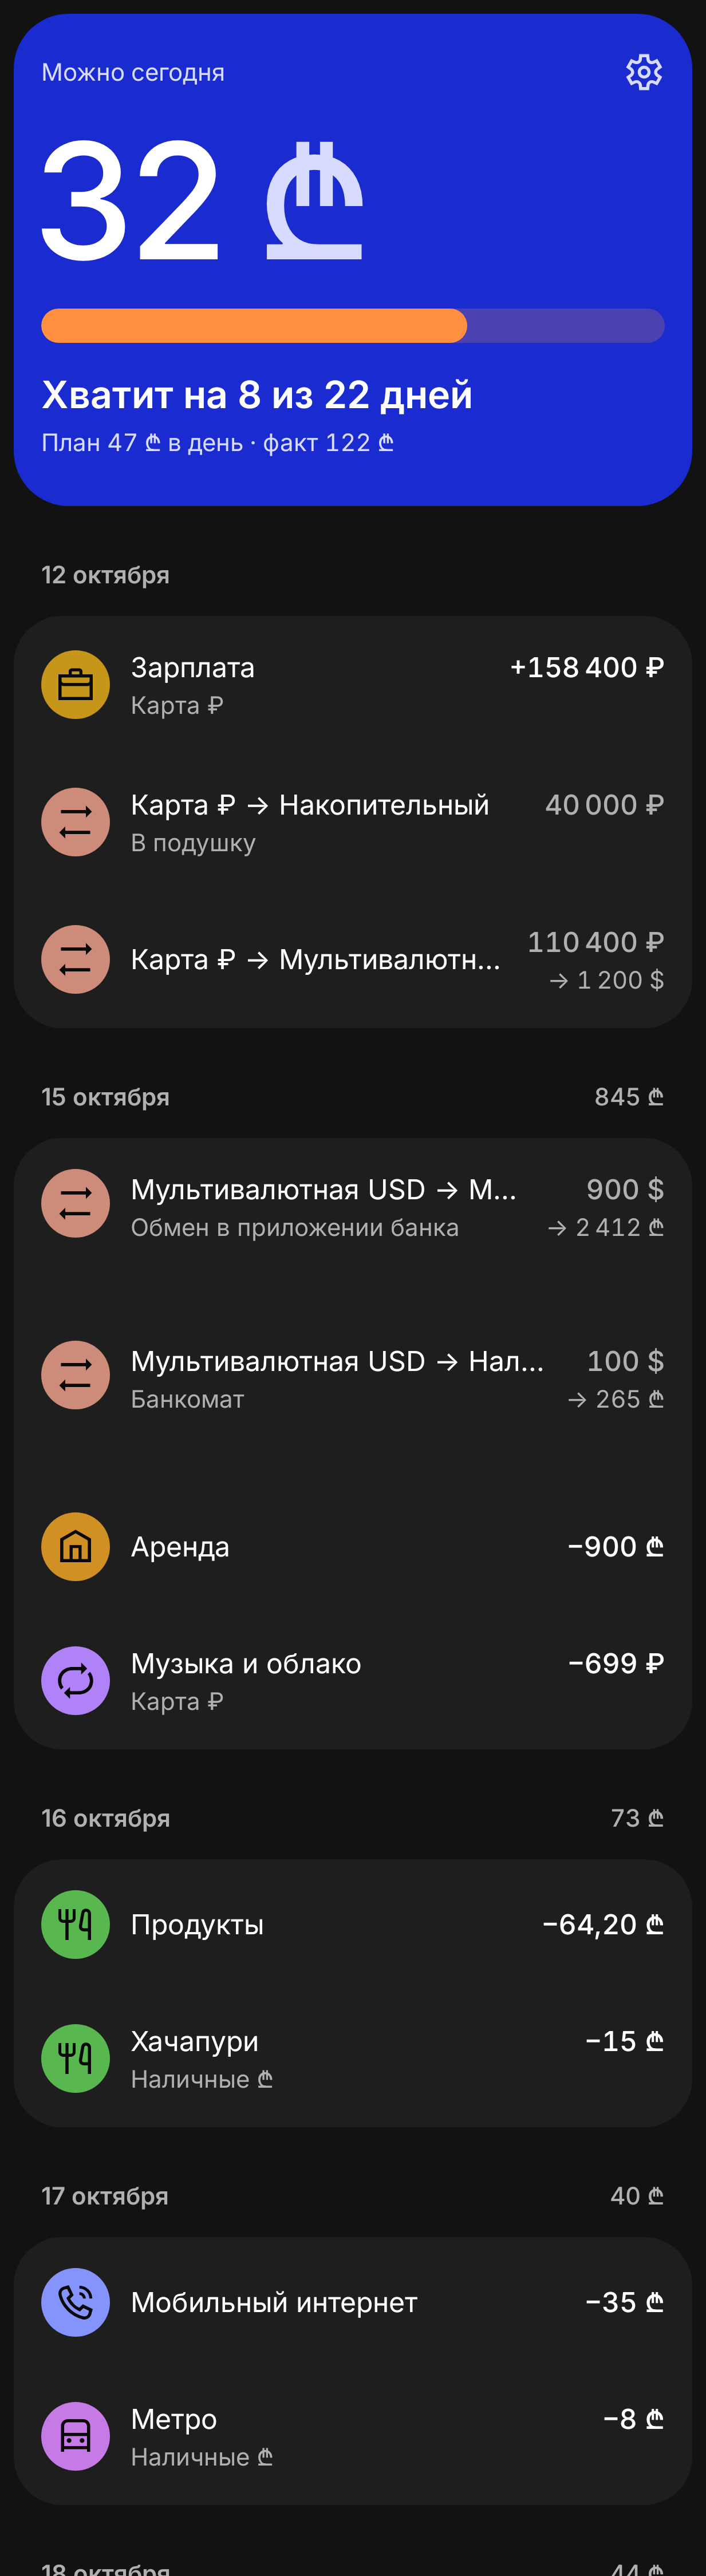 Можно сегодня
32 ₾
Хватит на 8 из 22 дней
План 47 ₾ в день · факт 122 ₾
12 октября
Зарплата +158 400 ₽
Карта ₽
Карта ₽ → Накопительный 40 000 ₽
В подушку
Карта ₽ → Мультивалютн... 110 400 ₽
→ 1 200 $
15 октября 845 ₾
Мультивалютная USD → М... 900 $
Обмен в приложении банка → 2 412 ₾
Мультивалютная USD → Нал... 100 $
Банкомат → 265 ₾
Аренда −900 ₾
Музыка и облако −699 ₽
Карта ₽
16 октября 73 ₾
Продукты −64,20 ₾
Хачапури −15 ₾
Наличные ₾
17 октября 40 ₾
Мобильный интернет −35 ₾
Метро −8 ₾
Наличные ₾
18 октября 44 ₾